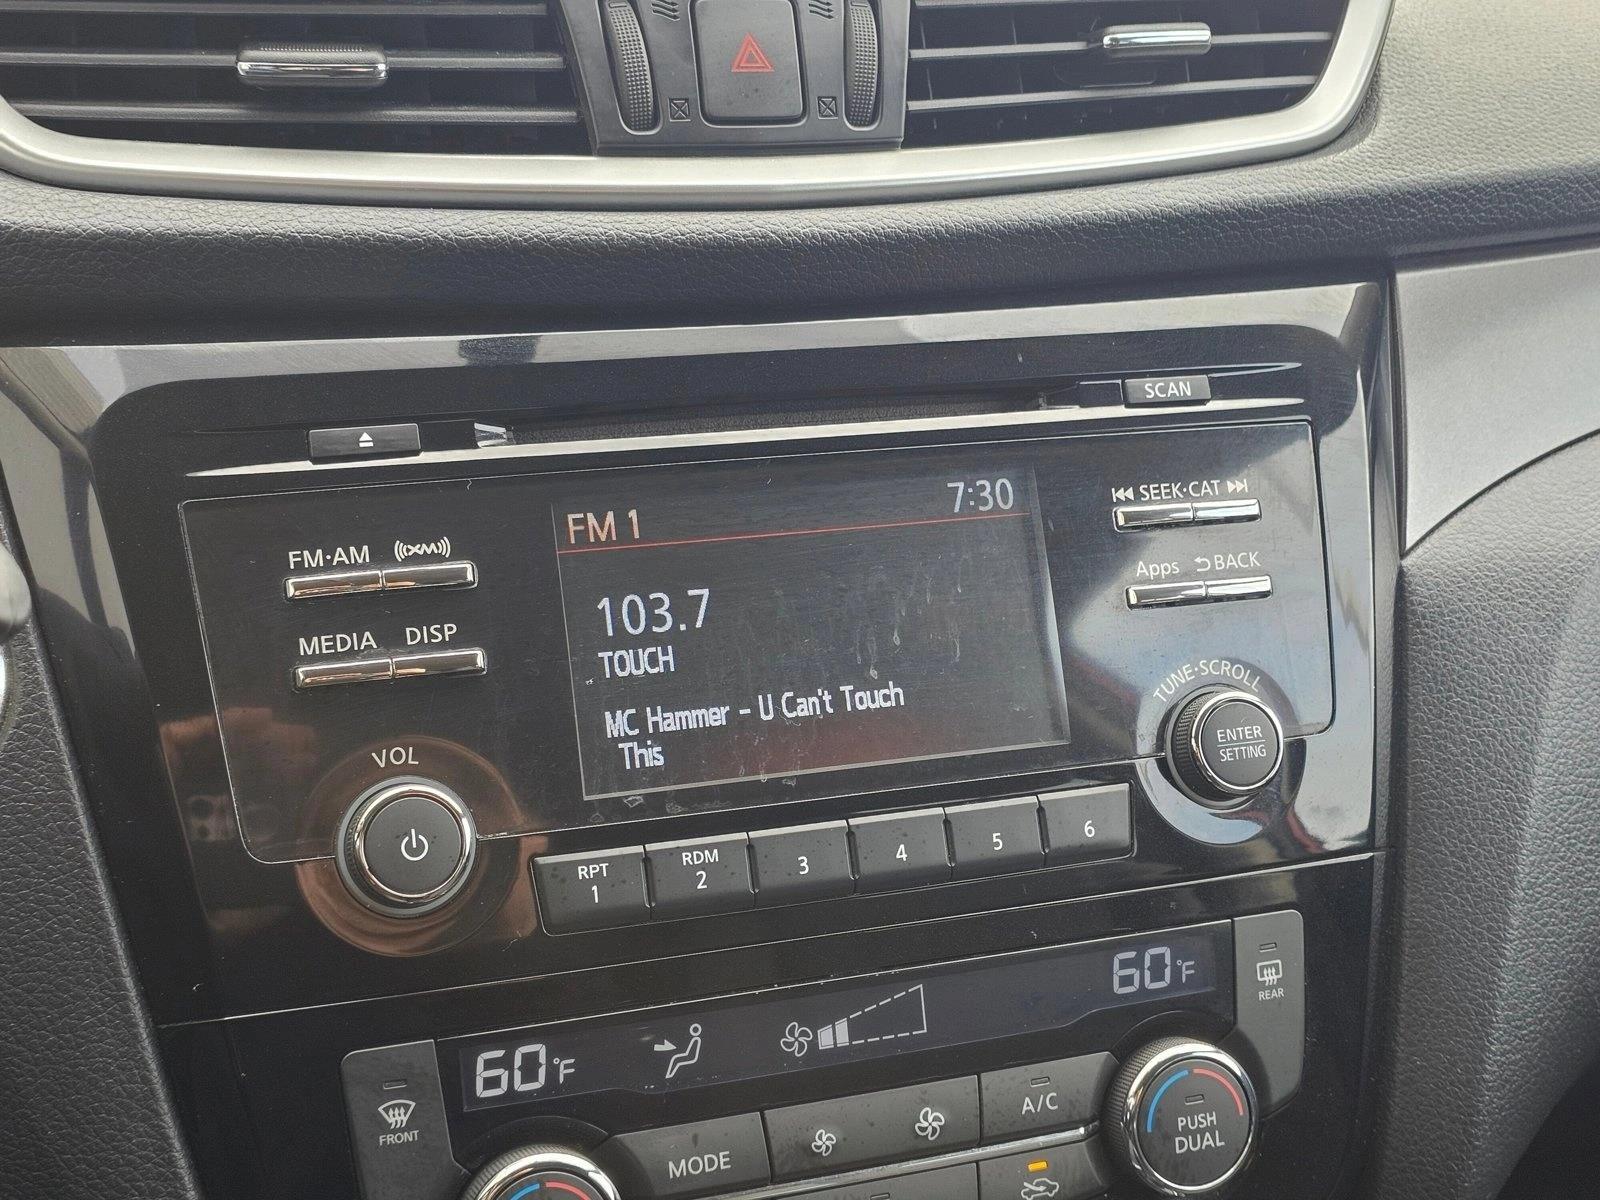 SCAN
FM 1 7:30
SEEK·CAT
FM·AM XM
Apps BACK
103.7
MEDIA DISP
TOUCH
TUNE·SCROLL
MC Hammer - U Can't Touch
This
ENTER
SETTING
VOL
RPT
1
RDM
2
3
4
5
6
60°F
REAR
60°F
FRONT
A/C
PUSH
DUAL
MODE